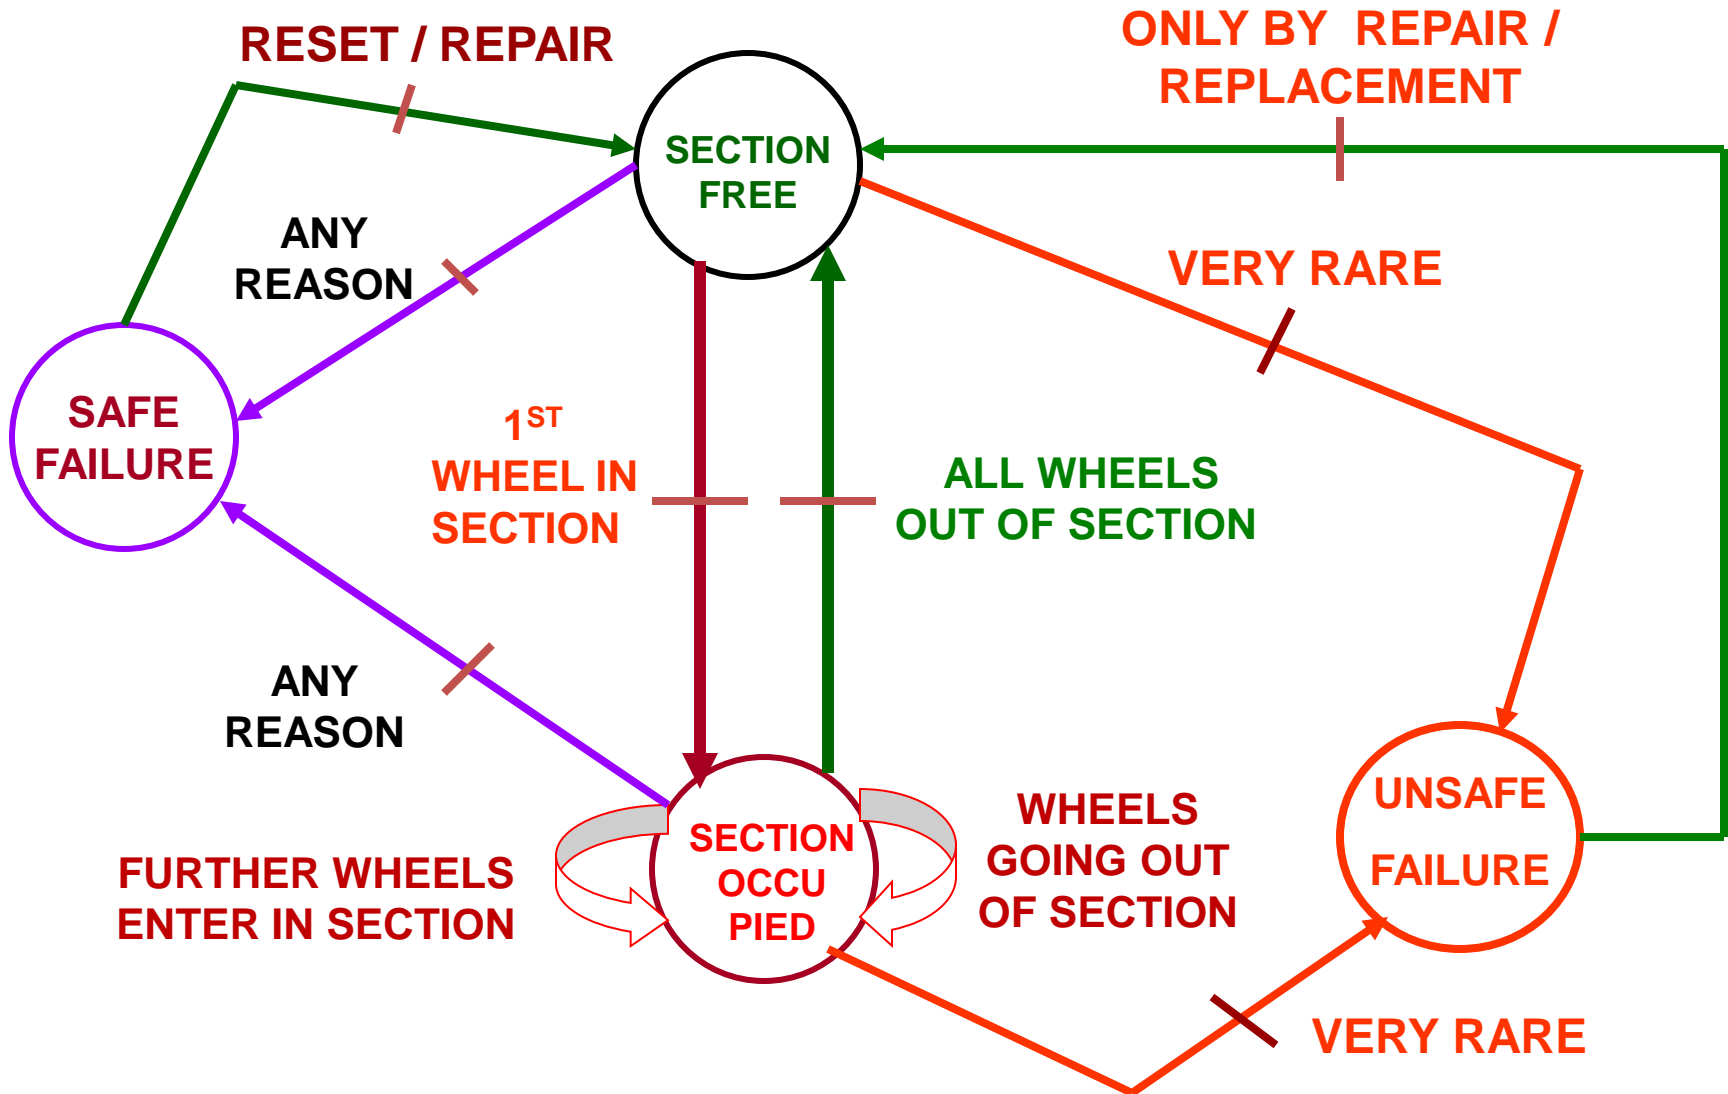 RESET / REPAIR
ONLY BY REPAIR /
REPLACEMENT
SECTION
FREE
ANY
REASON
VERY RARE
SAFE
FAILURE
1ST
WHEEL IN
SECTION
ALL WHEELS
OUT OF SECTION
ANY
REASON
UNSAFE
FAILURE
WHEELS
GOING OUT
OF SECTION
SECTION
OCCU
PIED
FURTHER WHEELS
ENTER IN SECTION
VERY RARE